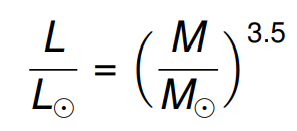 L/L⊙ = (M/M⊙)^3.5